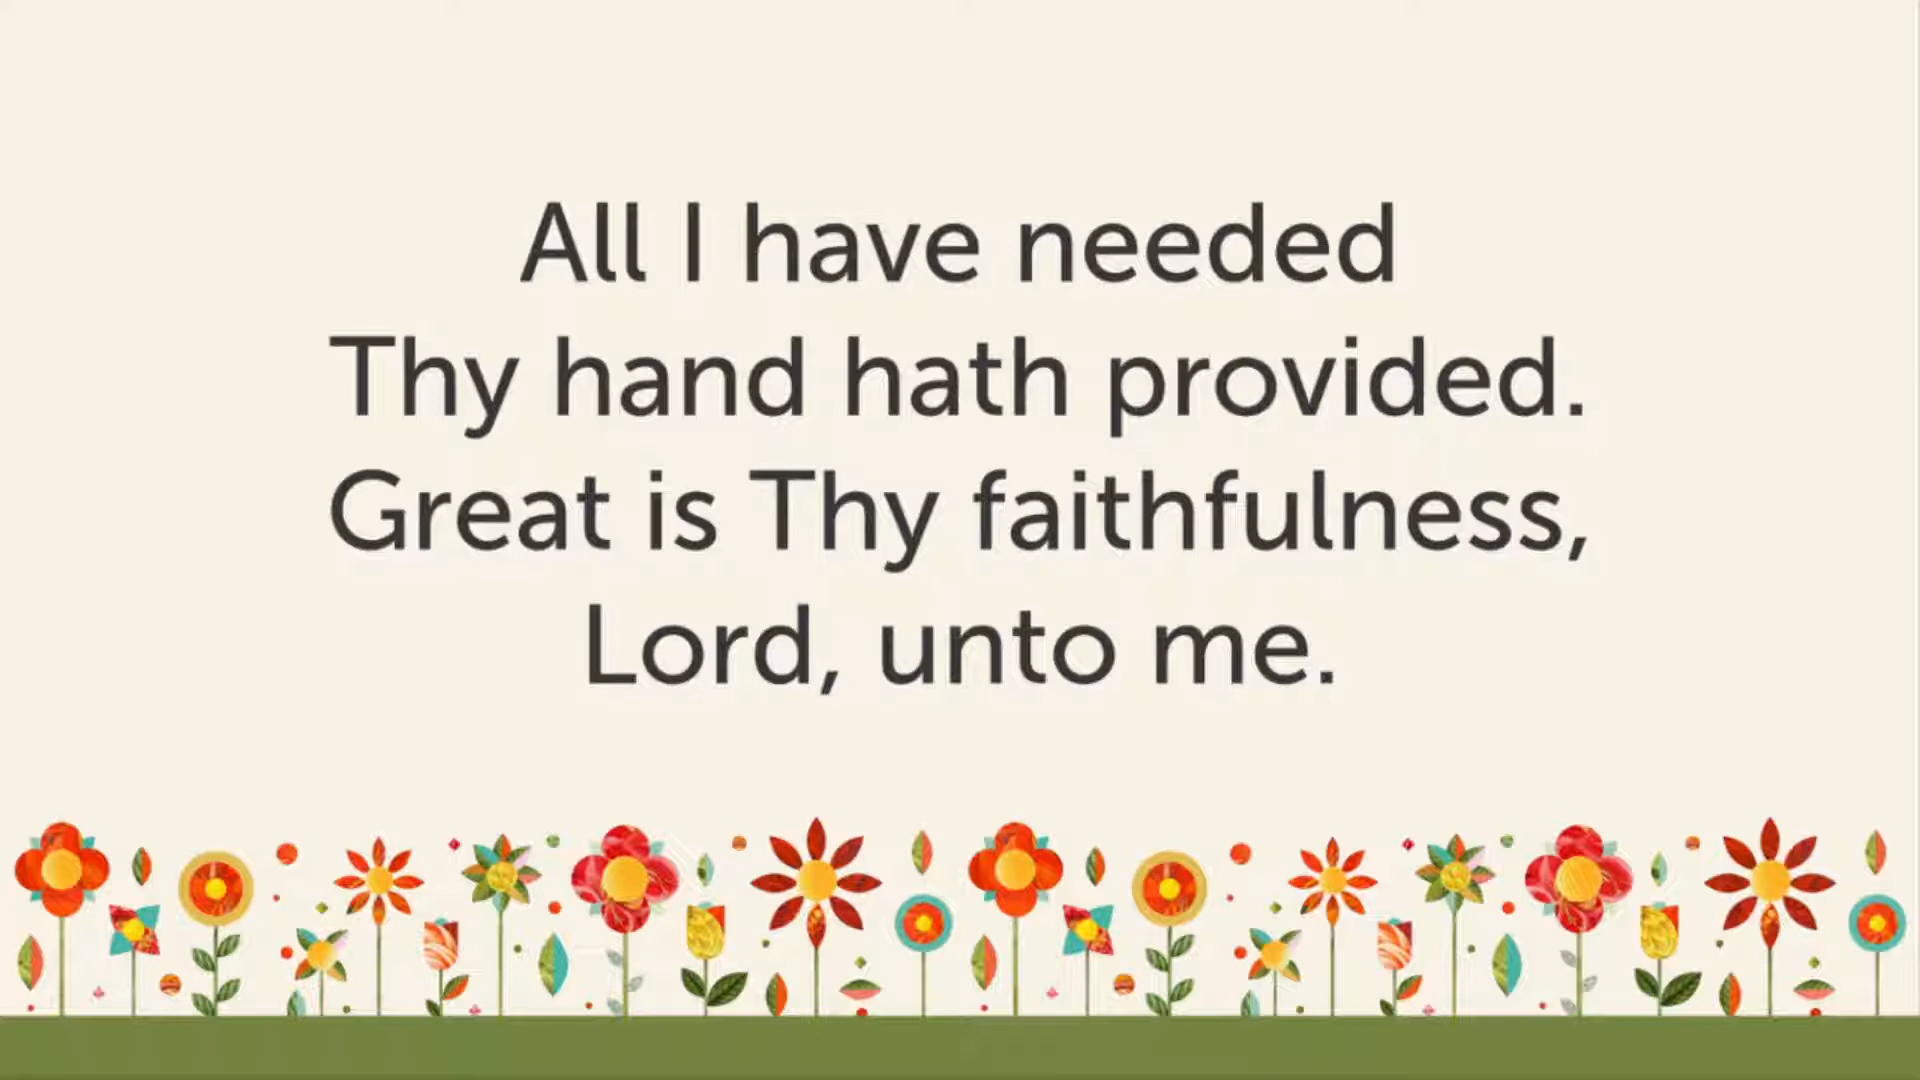 All I have needed
Thy hand hath provided.
Great is Thy faithfulness,
Lord, unto me.